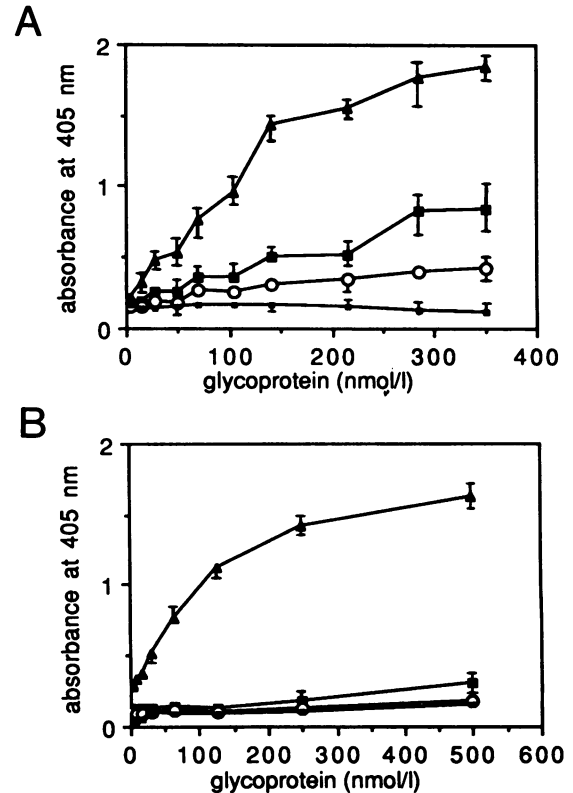 A
absorbance at 405 nm
2
1
0
0 100 200 300 400
glycoprotein (nmol/l)
B
absorbance at 405 nm
2
1
0
0 100 200 300 400 500 600
glycoprotein (nmol/l)